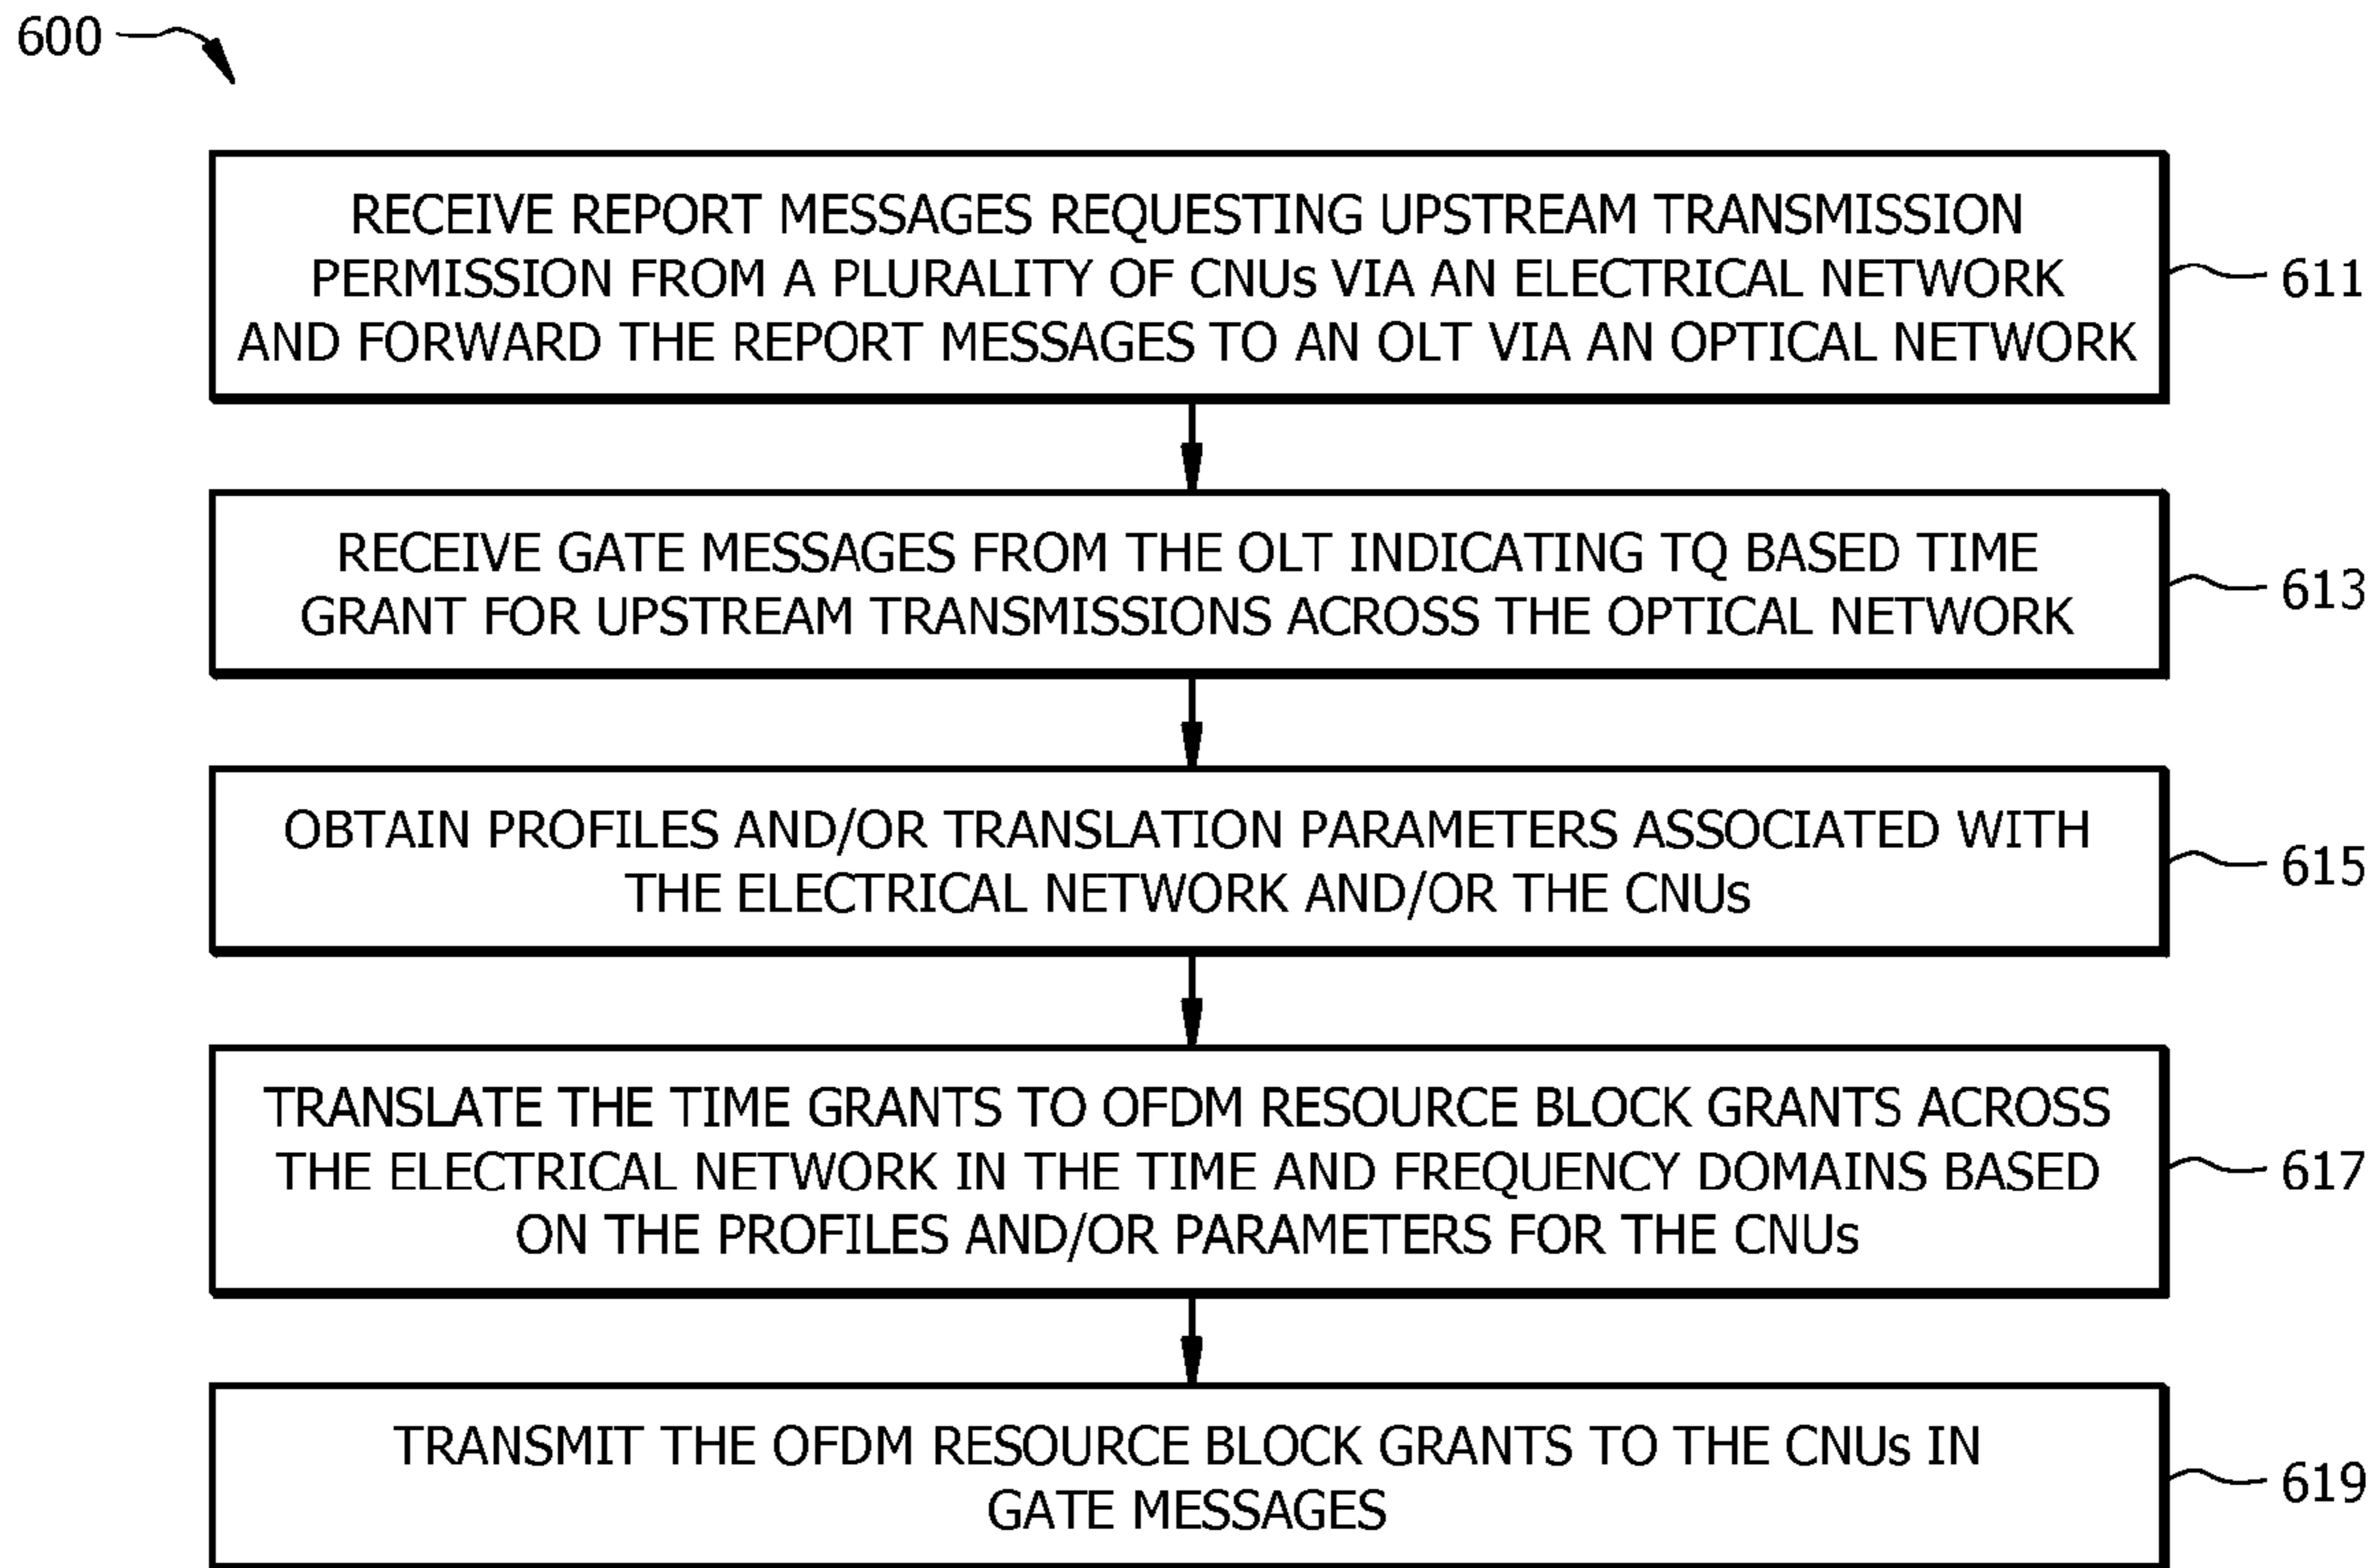 600
RECEIVE REPORT MESSAGES REQUESTING UPSTREAM TRANSMISSION
PERMISSION FROM A PLURALITY OF CNUs VIA AN ELECTRICAL NETWORK
AND FORWARD THE REPORT MESSAGES TO AN OLT VIA AN OPTICAL NETWORK
611
RECEIVE GATE MESSAGES FROM THE OLT INDICATING TQ BASED TIME
GRANT FOR UPSTREAM TRANSMISSIONS ACROSS THE OPTICAL NETWORK
613
OBTAIN PROFILES AND/OR TRANSLATION PARAMETERS ASSOCIATED WITH
THE ELECTRICAL NETWORK AND/OR THE CNUs
615
TRANSLATE THE TIME GRANTS TO OFDM RESOURCE BLOCK GRANTS ACROSS
THE ELECTRICAL NETWORK IN THE TIME AND FREQUENCY DOMAINS BASED
ON THE PROFILES AND/OR PARAMETERS FOR THE CNUs
617
TRANSMIT THE OFDM RESOURCE BLOCK GRANTS TO THE CNUs IN
GATE MESSAGES
619